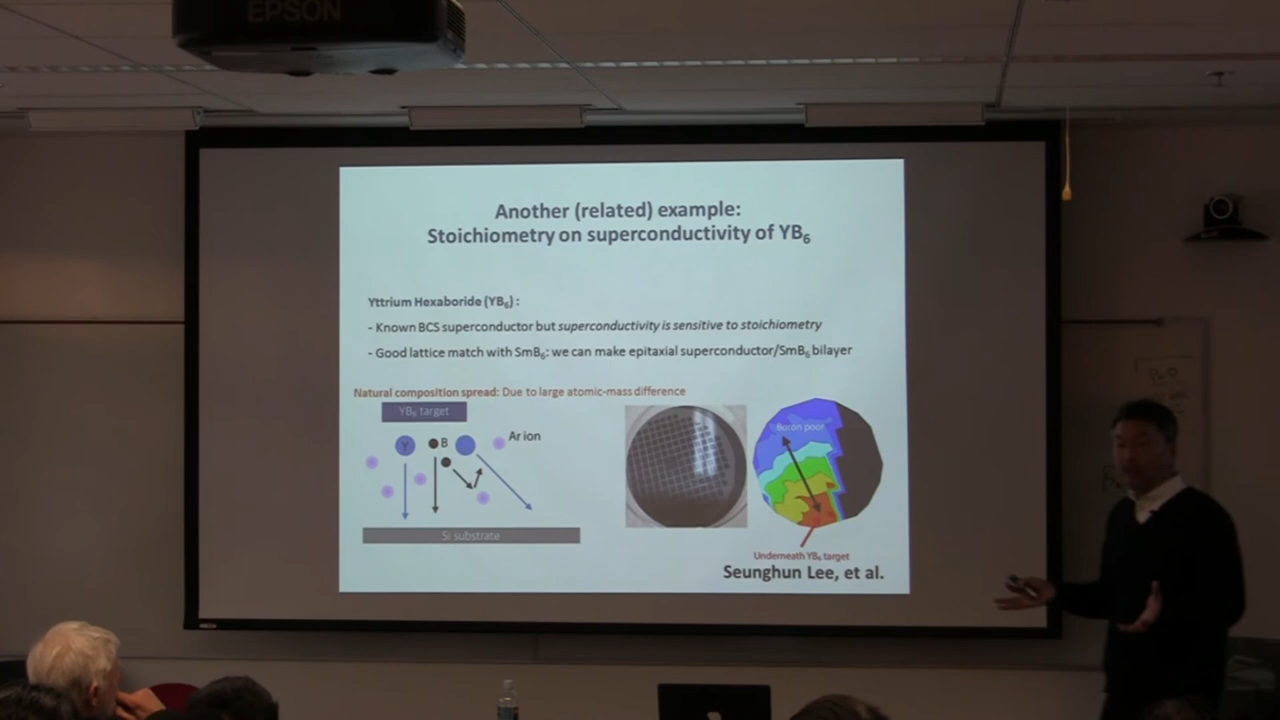 EPSON
Another (related) example:
Stoichiometry on superconductivity of YB₆
Yttrium Hexaboride (YB₆) :
- Known BCS superconductor but superconductivity is sensitive to stoichiometry
- Good lattice match with SmB₆: we can make epitaxial superconductor/SmB₆ bilayer
Natural composition spread: Due to large atomic-mass difference
YB₆ target
Y
B
Ar ion
Si substrate
Boron poor
Underneath YB₆ target
Seunghun Lee, et al.